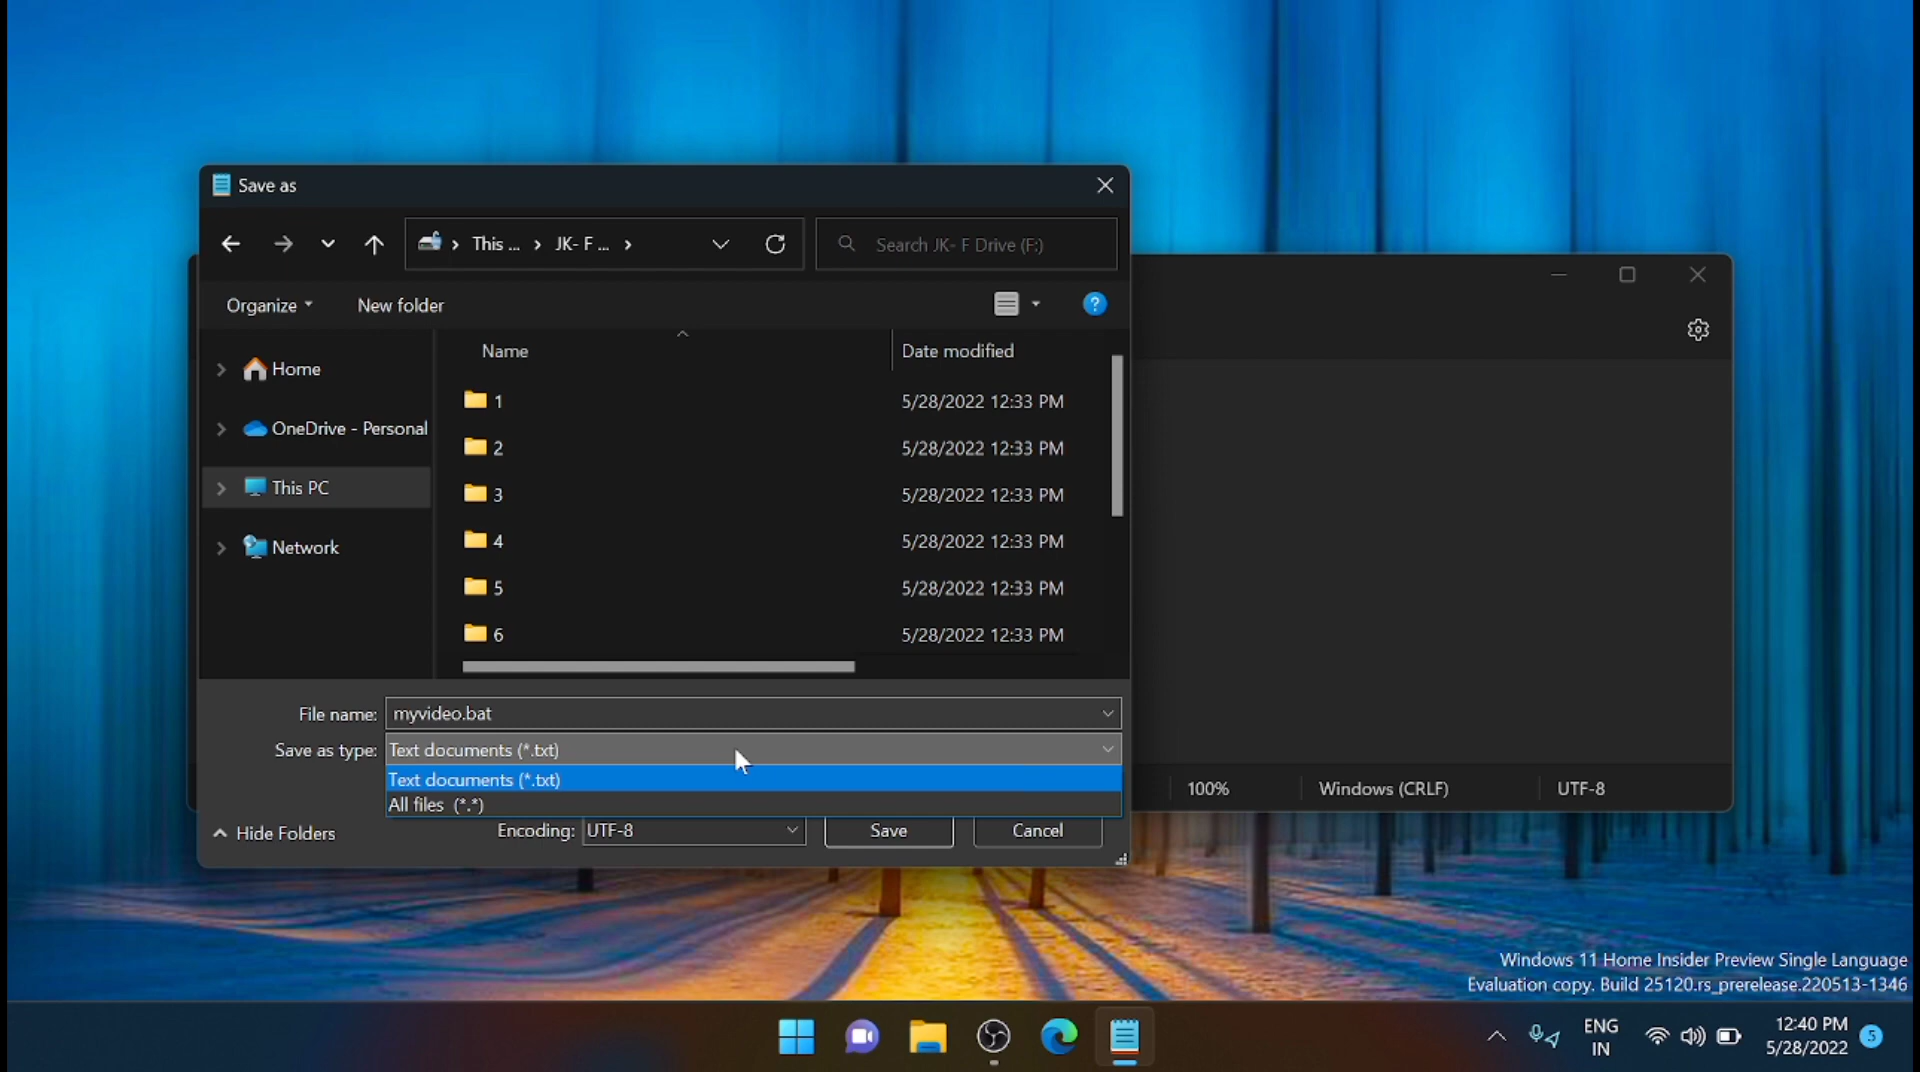 Save as
This ... JK- F ... Search JK- F Drive (F:)
Organize New folder ?
Name Date modified
Home
OneDrive - Personal
This PC
Network
1 5/28/2022 12:33 PM
2 5/28/2022 12:33 PM
3 5/28/2022 12:33 PM
4 5/28/2022 12:33 PM
5 5/28/2022 12:33 PM
6 5/28/2022 12:33 PM
File name: myvideo.bat
Save as type: Text documents (*.txt)
Text documents (*.txt)
All files (*.*)
Hide Folders Encoding: UTF-8 Save Cancel
100% Windows (CRLF) UTF-8
Windows 11 Home Insider Preview Single Language
Evaluation copy. Build 25120.rs_prerelease.220513-1346
ENG
IN
12:40 PM
5/28/2022
5